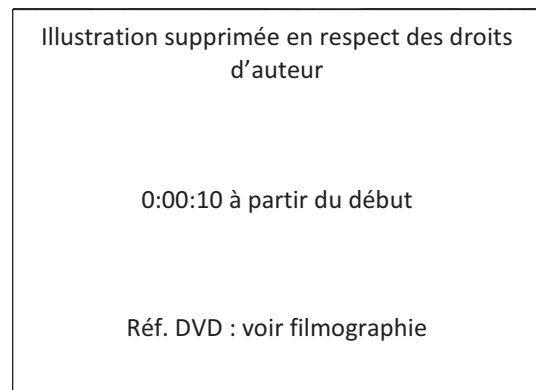 Illustration supprimée en respect des droits
d’auteur
0:00:10 à partir du début
Réf. DVD : voir filmographie